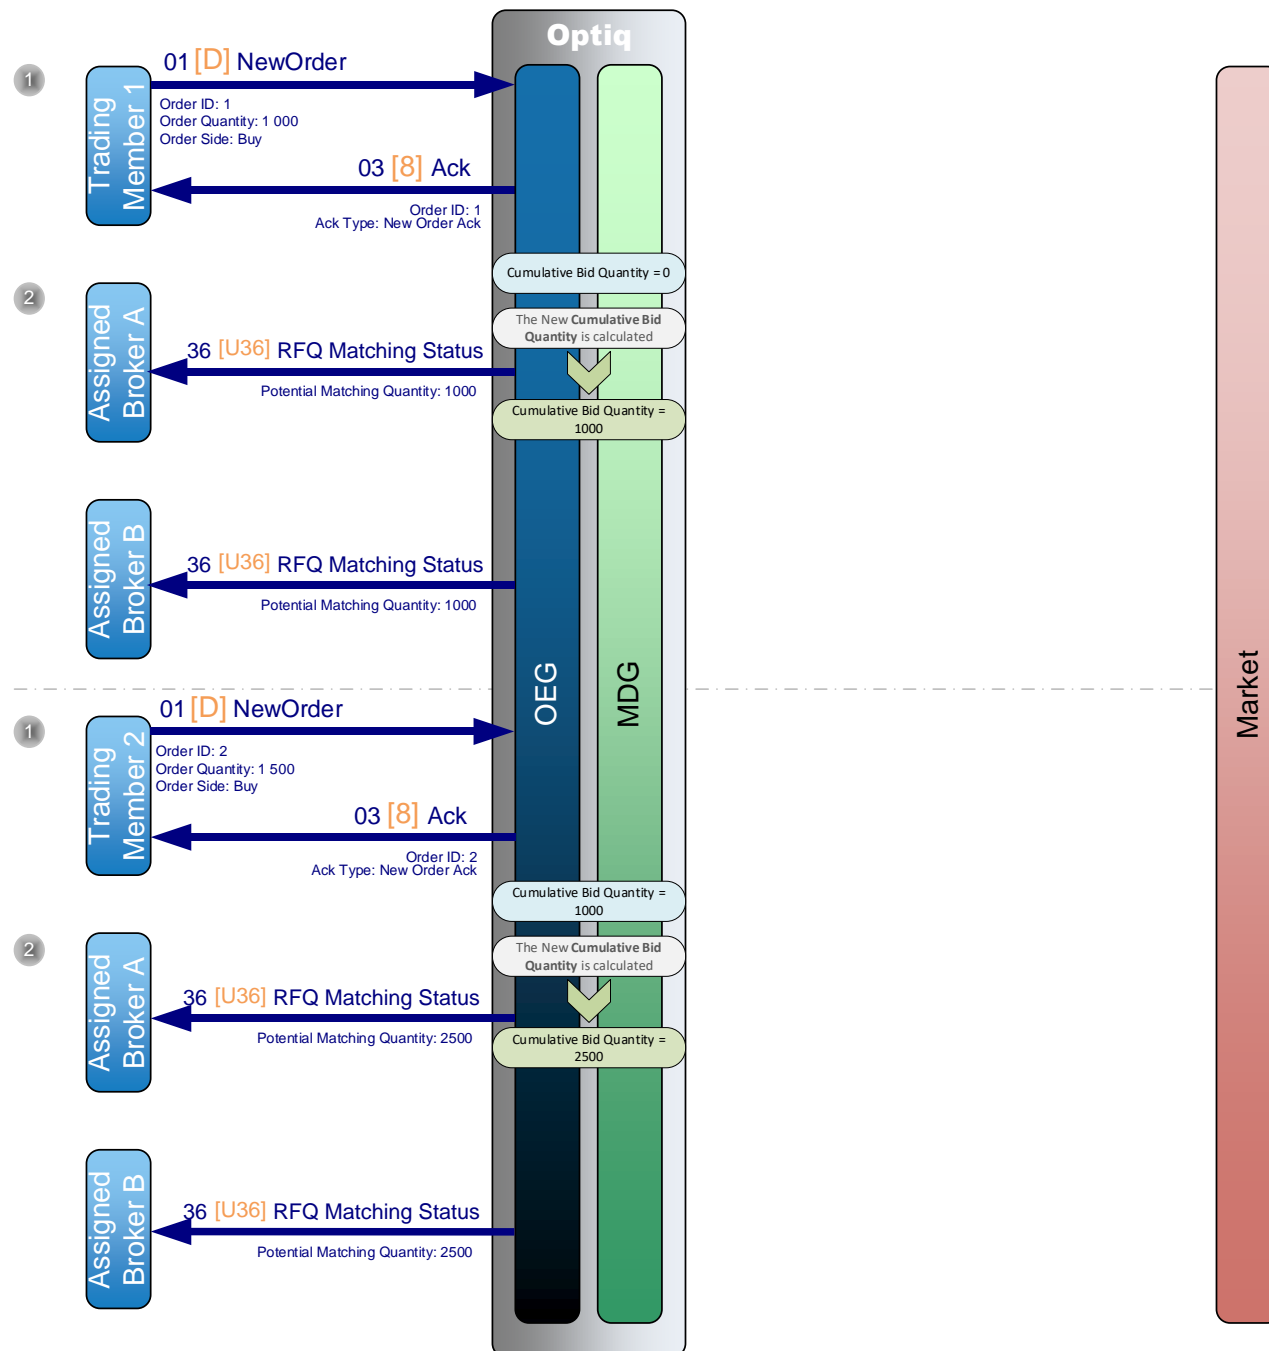 Optiq
1
01 [D] NewOrder
Trading
Member 1
Order ID: 1
Order Quantity: 1 000
Order Side: Buy
03 [8] Ack
Order ID: 1
Ack Type: New Order Ack
Cumulative Bid Quantity = 0
2
Assigned
Broker A
The New Cumulative Bid
Quantity is calculated
36 [U36] RFQ Matching Status
Potential Matching Quantity: 1000
Cumulative Bid Quantity =
1000
Assigned
Broker B
36 [U36] RFQ Matching Status
Potential Matching Quantity: 1000
OEG
MDG
Market
1
01 [D] NewOrder
Trading
Member 2
Order ID: 2
Order Quantity: 1 500
Order Side: Buy
03 [8] Ack
Order ID: 2
Ack Type: New Order Ack
Cumulative Bid Quantity =
1000
2
Assigned
Broker A
The New Cumulative Bid
Quantity is calculated
36 [U36] RFQ Matching Status
Potential Matching Quantity: 2500
Cumulative Bid Quantity =
2500
Assigned
Broker B
36 [U36] RFQ Matching Status
Potential Matching Quantity: 2500